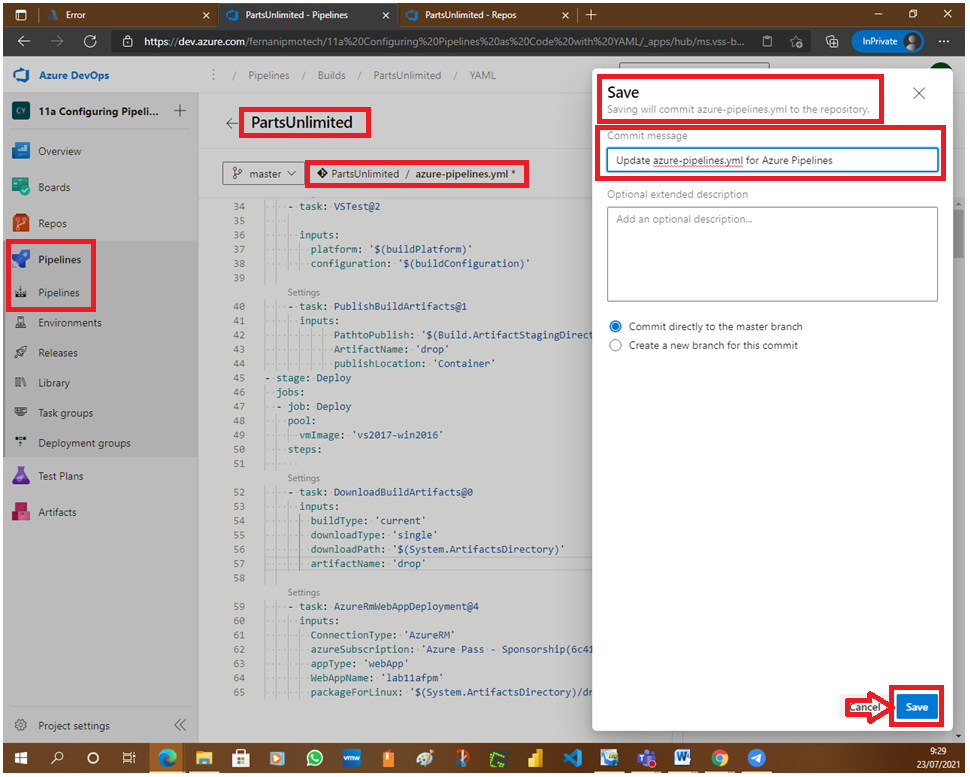 Error
PartsUnlimited - Pipelines
PartsUnlimited - Repos
https://dev.azure.com/fernanipmotech/11a%20Configuring%20Pipelines%20as%20Code%20with%20YAML/_apps/hub/ms.vss-b...
InPrivate
Azure DevOps
/ Pipelines / Builds / PartsUnlimited / YAML
CY
11a Configuring Pipeli...
Overview
Boards
Repos
Pipelines
Pipelines
Environments
Releases
Library
Task groups
Deployment groups
Test Plans
Artifacts
Project settings
PartsUnlimited
master
PartsUnlimited / azure-pipelines.yml *
34 - task: VSTest@2
35
36 inputs:
37 platform: '$(buildPlatform)'
38 configuration: '$(buildConfiguration)'
39
Settings
40 - task: PublishBuildArtifacts@1
41 inputs:
42 PathtoPublish: '$(Build.ArtifactStagingDirect
43 ArtifactName: 'drop'
44 publishLocation: 'Container'
45 - stage: Deploy
46 jobs:
47 - job: Deploy
48 pool:
49 vmImage: 'vs2017-win2016'
50 steps:
51
Settings
52 - task: DownloadBuildArtifacts@0
53 inputs:
54 buildType: 'current'
55 downloadType: 'single'
56 downloadPath: '$(System.ArtifactsDirectory)'
57 artifactName: 'drop'
58
Settings
59 - task: AzureRmWebAppDeployment@4
60 inputs:
61 ConnectionType: 'AzureRM'
62 azureSubscription: 'Azure Pass - Sponsorship(6c41
63 appType: 'webApp'
64 WebAppName: 'lab11afpm'
65 packageForLinux: '$(System.ArtifactsDirectory)/dr
Save
Saving will commit azure-pipelines.yml to the repository.
Commit message
Update azure-pipelines.yml for Azure Pipelines
Optional extended description
Add an optional description...
Commit directly to the master branch
Create a new branch for this commit
Cancel
Save
vmw
9:29
23/07/2021